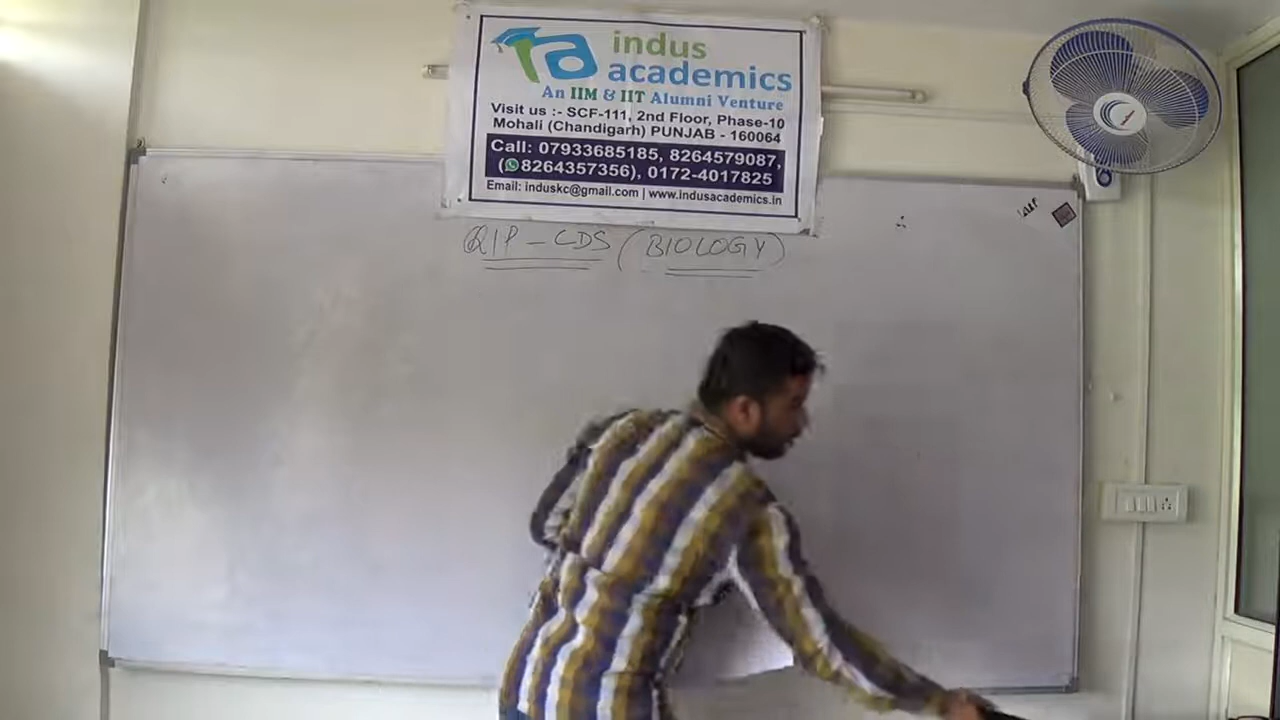 indus
academics
An IIM & IIT Alumni Venture
Visit us :- SCF-111, 2nd Floor, Phase-10
Mohali (Chandigarh) PUNJAB - 160064
Call: 07933685185, 8264579087,
(8264357356), 0172-4017825
Email: induskc@gmail.com | www.indusacademics.in
QIP - CDS (BIOLOGY)